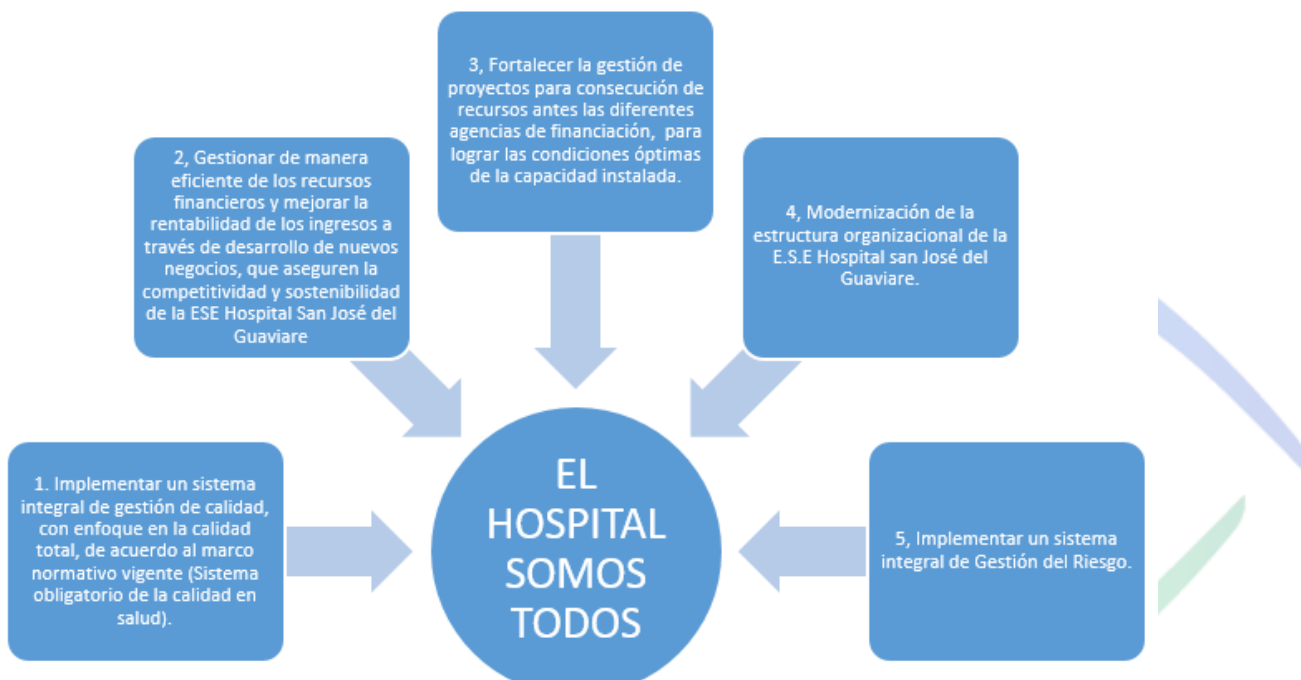 1. Implementar un sistema
integral de gestión de calidad,
con enfoque en la calidad
total, de acuerdo al marco
normativo vigente (Sistema
obligatorio de la calidad en
salud).
2, Gestionar de manera
eficiente de los recursos
financieros y mejorar la
rentabilidad de los ingresos a
través de desarrollo de nuevos
negocios, que aseguren la
competitividad y sostenibilidad
de la ESE Hospital San José del
Guaviare
3, Fortalecer la gestión de
proyectos para consecución de
recursos antes las diferentes
agencias de financiación,  para
lograr las condiciones óptimas
de la capacidad instalada.
4, Modernización de la
estructura organizacional de la
E.S.E Hospital san José del
Guaviare.
5, Implementar un sistema
integral de Gestión del Riesgo.
EL
HOSPITAL
SOMOS
TODOS